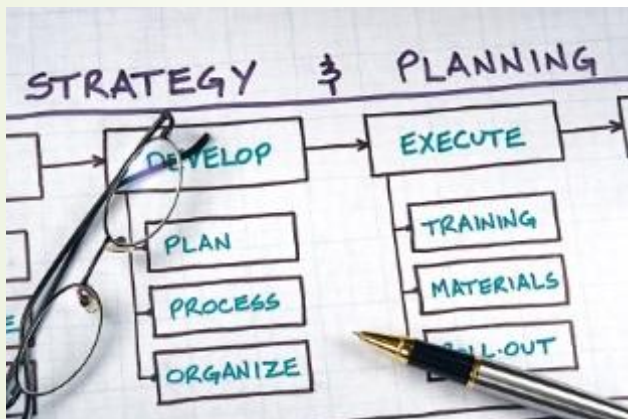 STRATEGY & PLANNING
DEVELOP
EXECUTE
PLAN
PROCESS
ORGANIZE
TRAINING
MATERIALS